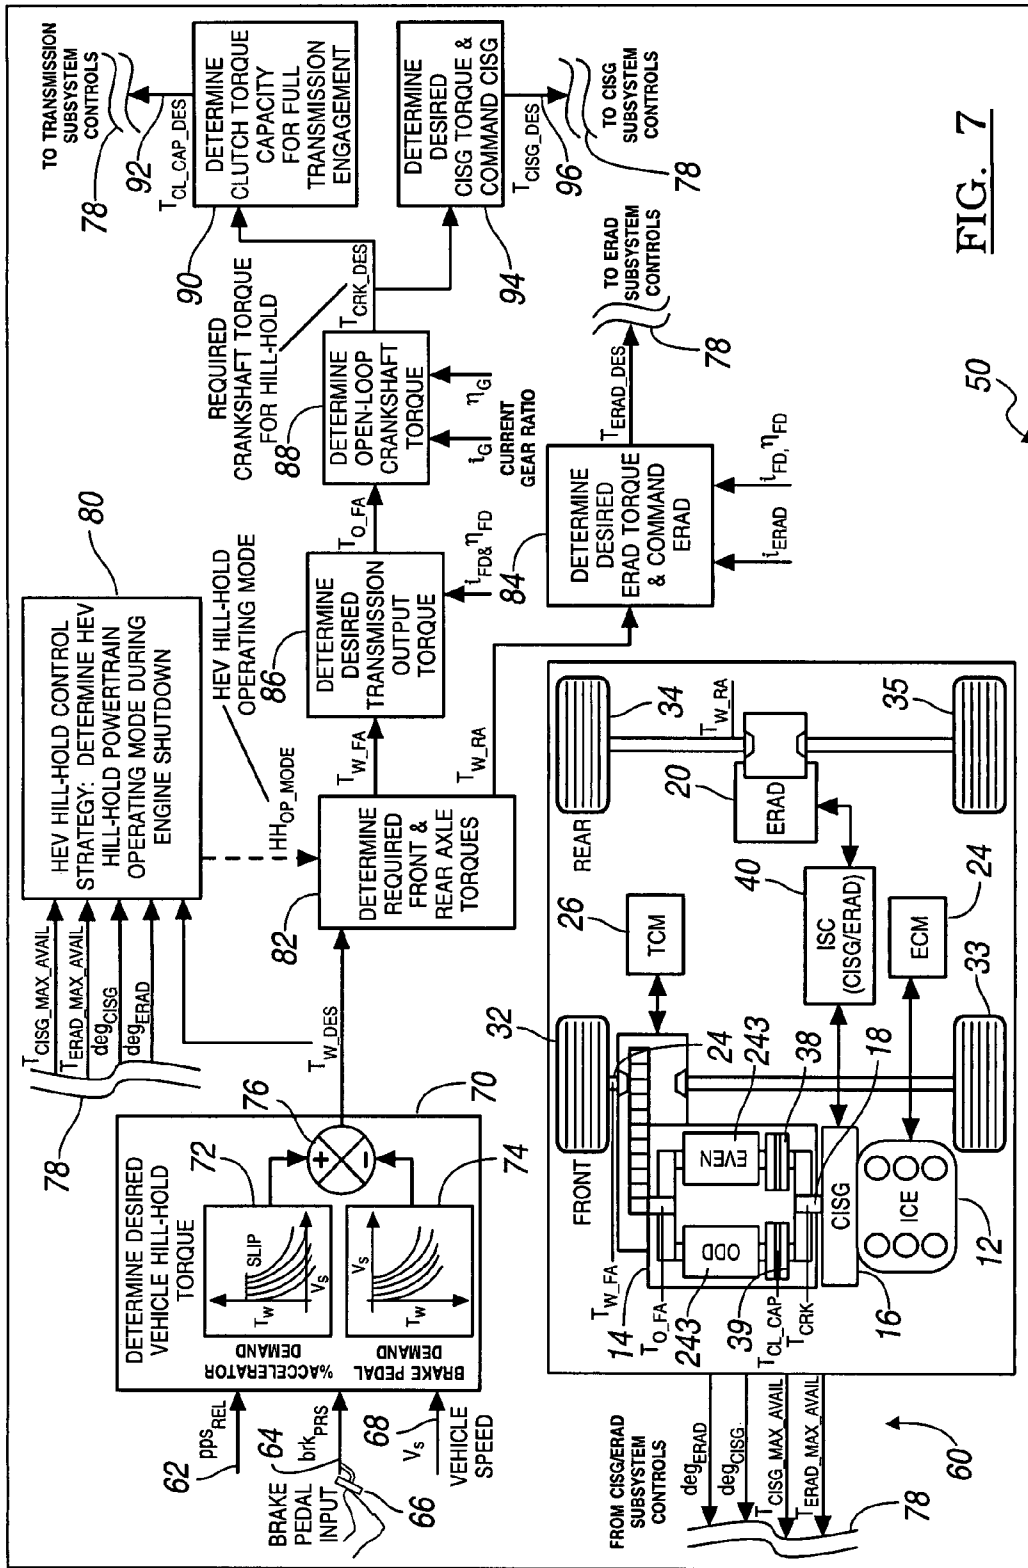 80
HEV HILL-HOLD CONTROL
STRATEGY: DETERMINE HEV
HILL-HOLD POWERTRAIN
OPERATING MODE DURING
ENGINE SHUTDOWN
T_CISG_MAX_AVAIL
T_ERAD_MAX_AVAIL
deg_CISG
deg_ERAD
78
T_W_DES
HH_OP_MODE
HEV HILL-HOLD
OPERATING MODE
62
pps_REL
64
brk_PRS
BRAKE
PEDAL
INPUT
66
68
V_S
VEHICLE
SPEED
70
DETERMINE DESIRED
VEHICLE HILL-HOLD
TORQUE
72
%ACCELERATOR
DEMAND
T_W
SLIP
V_S
74
BRAKE PEDAL
DEMAND
V_S
T_W
76
+
−
82
DETERMINE
REQUIRED
FRONT &
REAR AXLE
TORQUES
T_W_FA
T_W_RA
86
DETERMINE
DESIRED
TRANSMISSION
OUTPUT
TORQUE
i_FD& η_FD
T_O_FA
88
DETERMINE
OPEN-LOOP
CRANKSHAFT
TORQUE
i_G
η_G
CURRENT
GEAR RATIO
REQUIRED
CRANKSHAFT TORQUE
FOR HILL-HOLD
T_CRK_DES
90
DETERMINE
CLUTCH TORQUE
CAPACITY
FOR FULL
TRANSMISSION
ENGAGEMENT
T_CL_CAP_DES
92
78
TO TRANSMISSION
SUBSYSTEM
CONTROLS
94
DETERMINE
DESIRED
CISG TORQUE &
COMMAND CISG
T_CISG_DES
96
78
TO CISG
SUBSYSTEM
CONTROLS
84
DETERMINE
DESIRED
ERAD TORQUE
& COMMAND
ERAD
i_ERAD
i_FD, η_FD
T_ERAD_DES
78
TO ERAD
SUBSYSTEM
CONTROLS
FROM CISG/ERAD
SUBSYSTEM
CONTROLS
deg_ERAD
deg_CISG
T_CISG_MAX_AVAIL
T_ERAD_MAX_AVAIL
78
60
FRONT
32
REAR
34
T_W_FA
24
26
TCM
20
ERAD
T_W_RA
14
T_O_FA
243
ODD
EVEN
243
39
38
T_CL_CAP
T_CRK
18
40
ISC
(CISG/ERAD)
16
CISG
ICE
12
ECM
24
33
35
50
FIG. 7